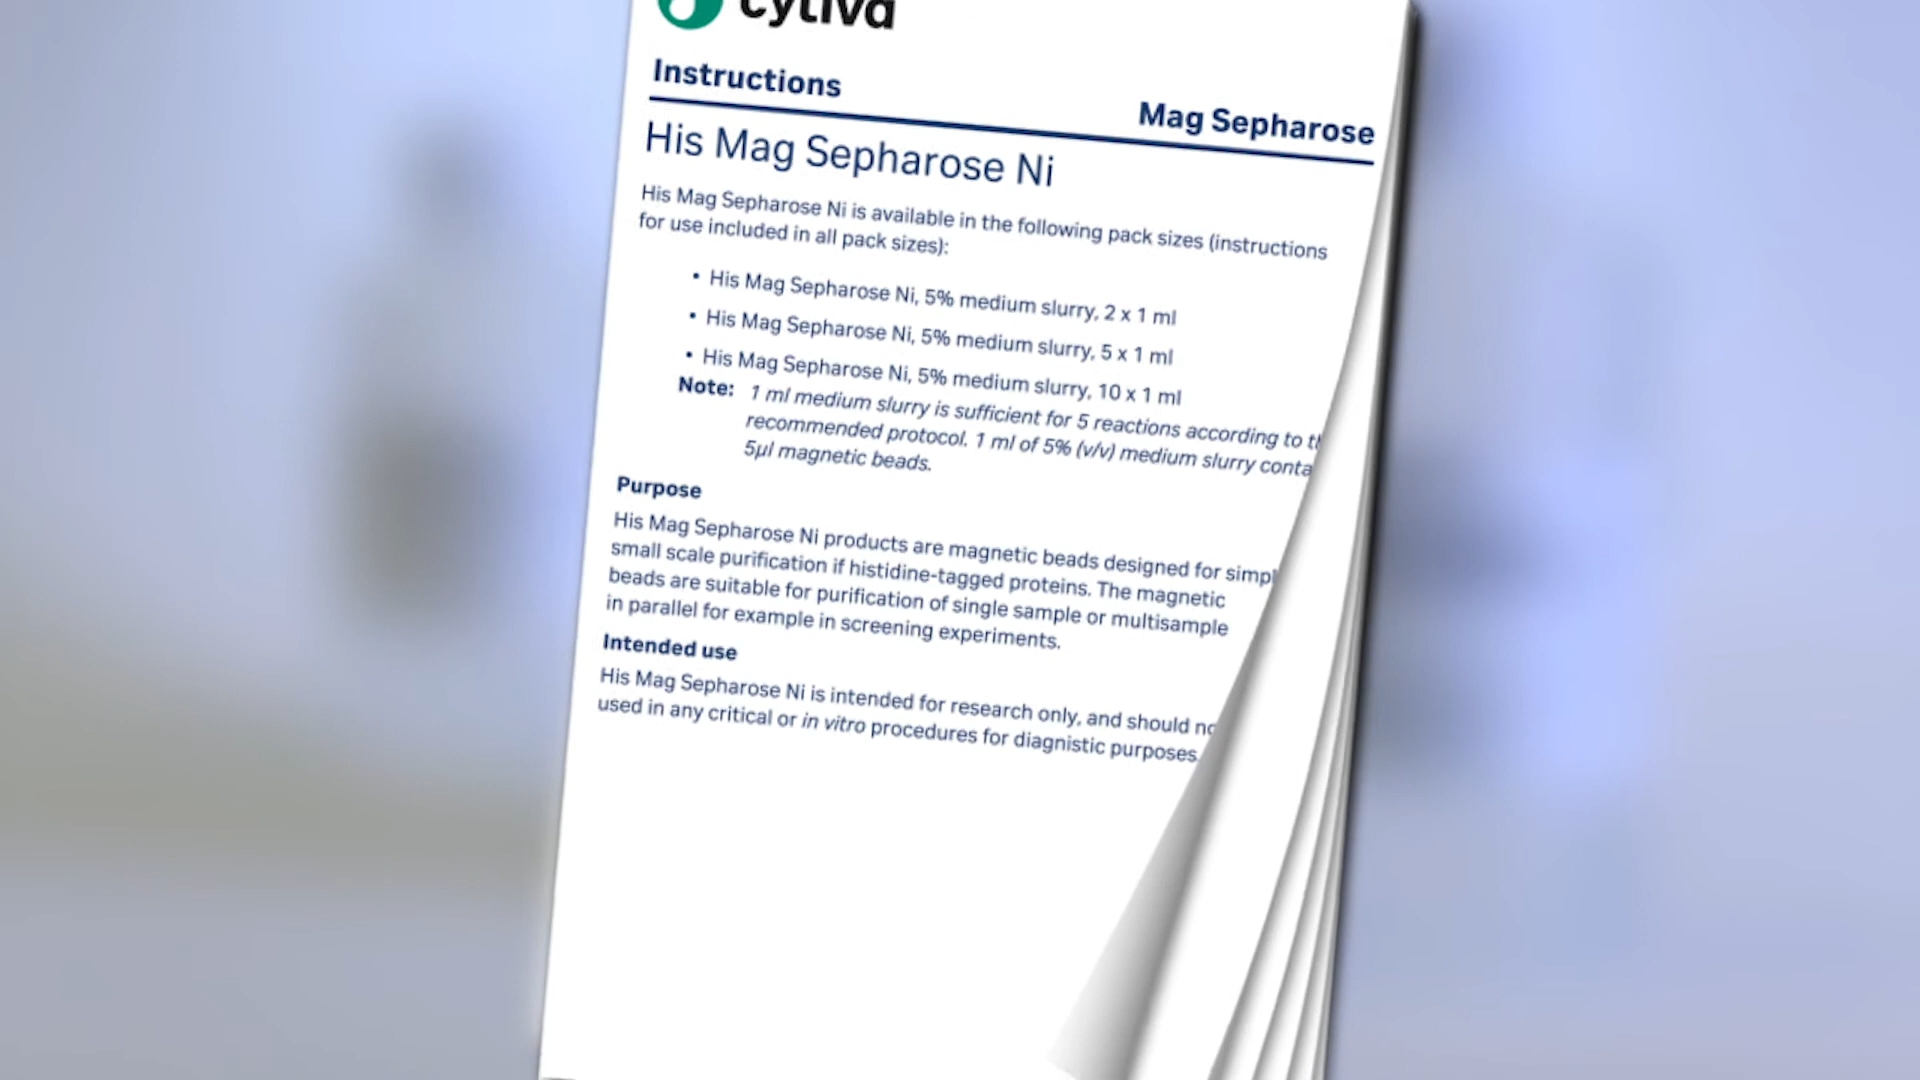 cytiva
Instructions
Mag Sepharose
His Mag Sepharose Ni
His Mag Sepharose Ni is available in the following pack sizes (instructions
for use included in all pack sizes):
• His Mag Sepharose Ni, 5% medium slurry, 2 x 1 ml
• His Mag Sepharose Ni, 5% medium slurry, 5 x 1 ml
• His Mag Sepharose Ni, 5% medium slurry, 10 x 1 ml
Note: 1 ml medium slurry is sufficient for 5 reactions according to
recommended protocol. 1 ml of 5% (v/v) medium slurry
5µl magnetic beads.
Purpose
His Mag Sepharose Ni products are magnetic beads designed for
small scale purification if histidine-tagged proteins. The magnetic
beads are suitable for purification of single sample or multisample
in parallel for example in screening experiments.
Intended use
His Mag Sepharose Ni is intended for research only, and should
used in any critical or in vitro procedures for diagnistic purposes.